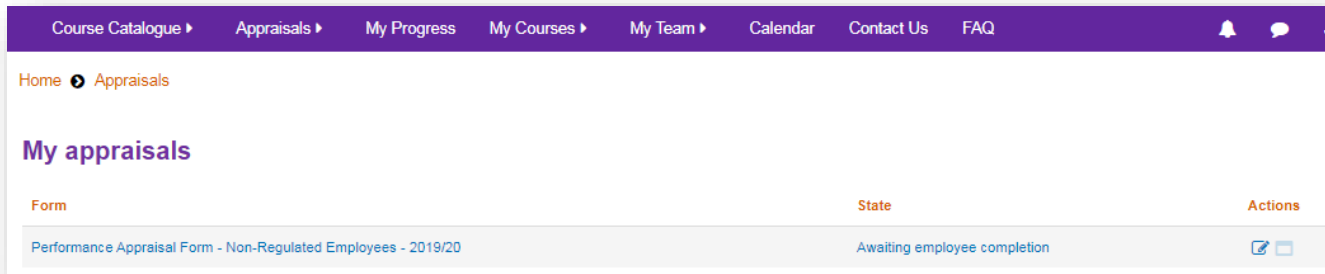 Course Catalogue Appraisals My Progress My Courses My Team Calendar Contact Us FAQ
Home Appraisals
My appraisals
Form State Actions
Performance Appraisal Form - Non-Regulated Employees - 2019/20 Awaiting employee completion